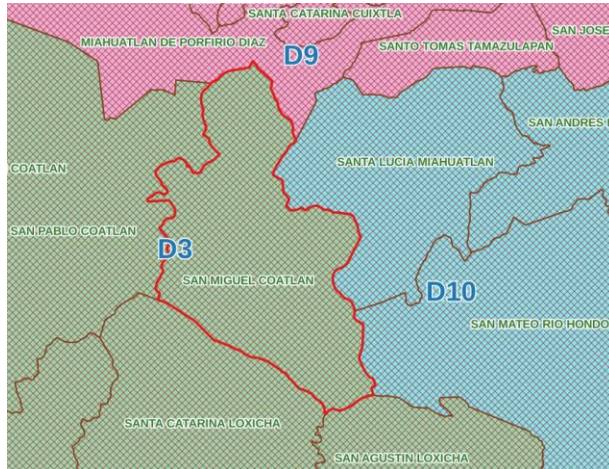 SANTA CATARINA CUIXTLA
SAN JOSE
MIAHUATLAN DE PORFIRIO DIAZ
D9
SANTO TOMAS TAMAZULAPAN
SAN ANDRES
SANTA LUCIA MIAHUATLAN
COATLAN
SAN PABLO COATLAN
D3
SAN MIGUEL COATLAN
D10
SAN MATEO RIO HONDO
SANTA CATARINA LOXICHA
SAN AGUSTIN LOXICHA